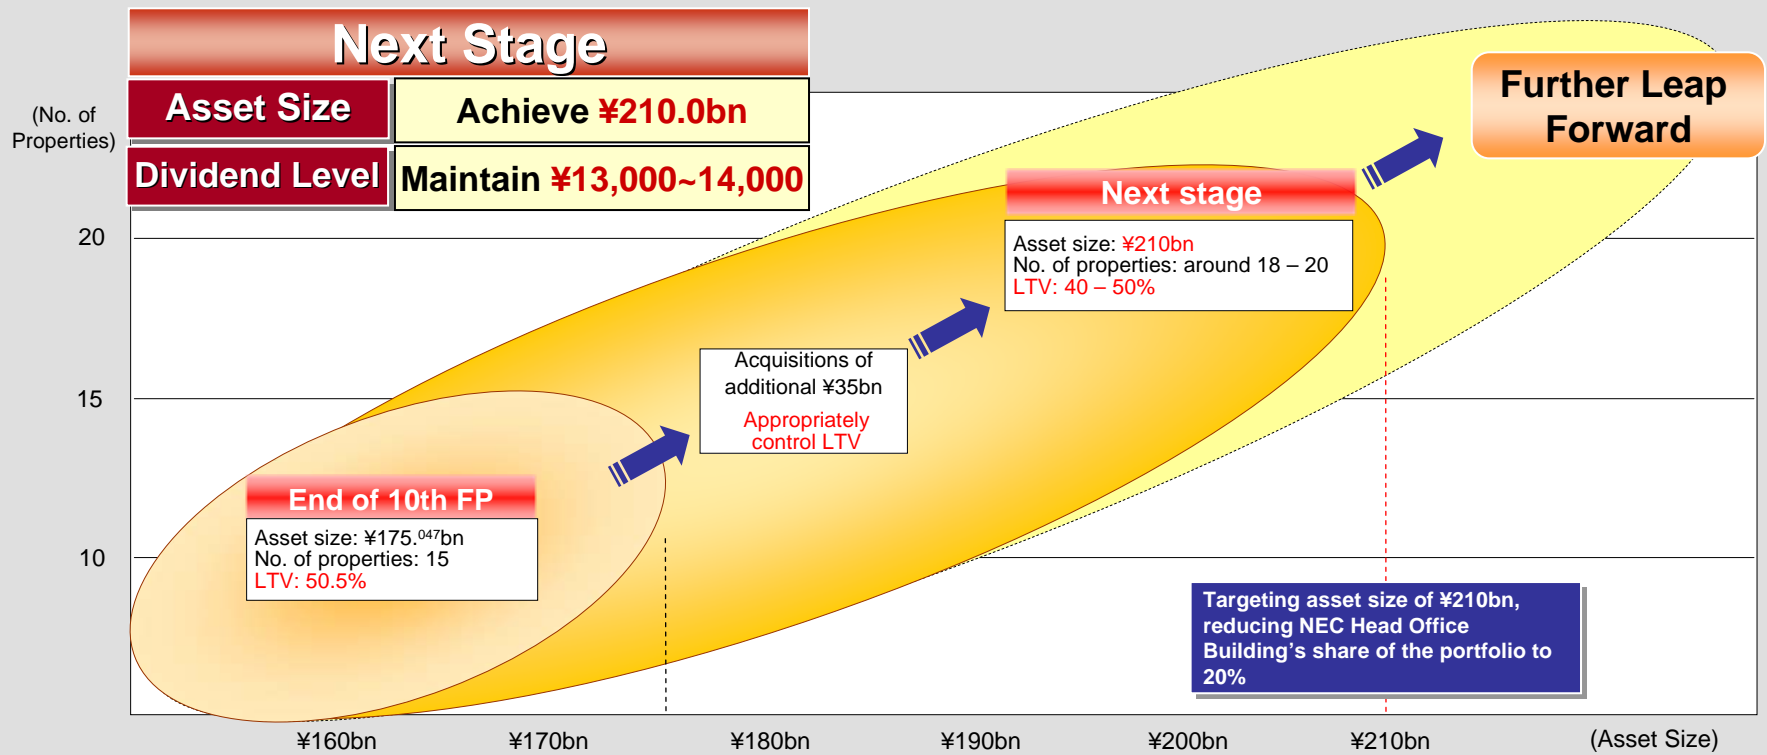 Next Stage
Asset Size
Achieve ¥210.0bn
Dividend Level
Maintain ¥13,000~14,000
Further Leap
Forward
(No. of
Properties)
20
15
10
Next stage
Asset size: ¥210bn
No. of properties: around 18 – 20
LTV: 40 – 50%
Acquisitions of
additional ¥35bn
Appropriately
control LTV
End of 10th FP
Asset size: ¥175.047bn
No. of properties: 15
LTV: 50.5%
Targeting asset size of ¥210bn,
reducing NEC Head Office
Building’s share of the portfolio to
20%
¥160bn
¥170bn
¥180bn
¥190bn
¥200bn
¥210bn
(Asset Size)